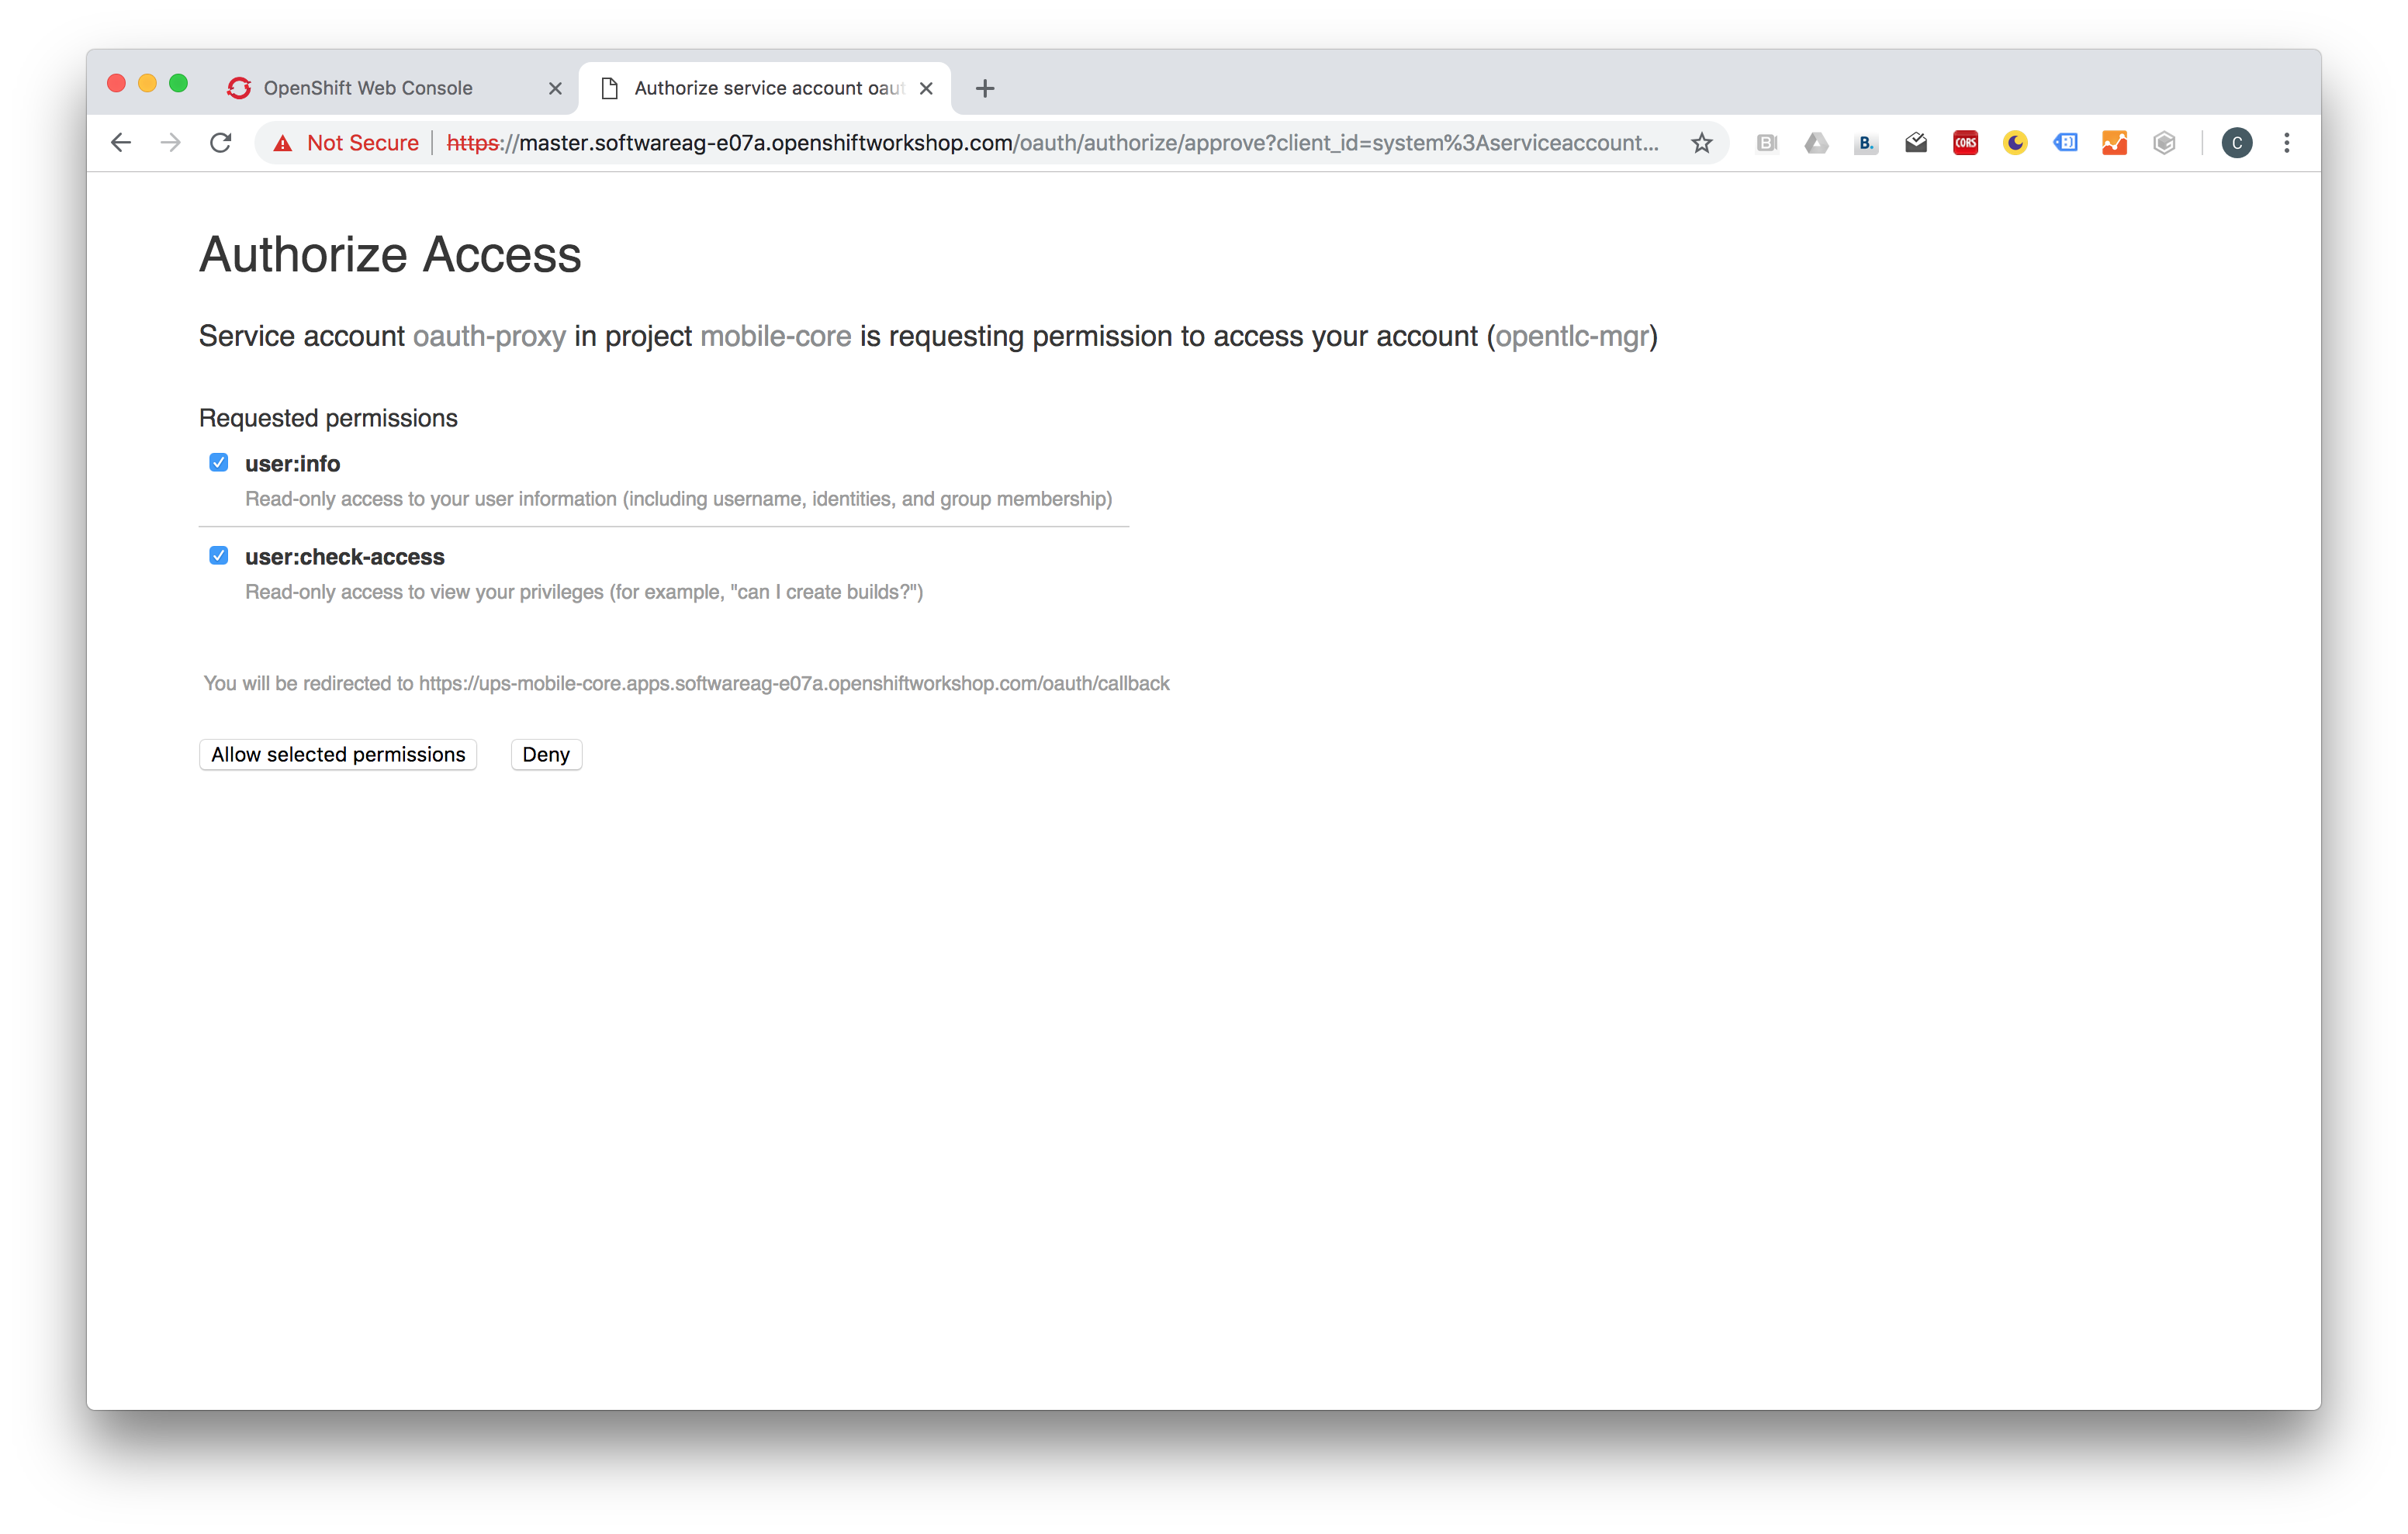 OpenShift Web Console
Authorize service account oaut
Not Secure
https://master.softwareag-e07a.openshiftworkshop.com/oauth/authorize/approve?client_id=system%3Aserviceaccount...
B
B.
CORS
C
Authorize Access
Service account oauth-proxy in project mobile-core is requesting permission to access your account (opentlc-mgr)
Requested permissions
user:info
Read-only access to your user information (including username, identities, and group membership)
user:check-access
Read-only access to view your privileges (for example, "can I create builds?")
You will be redirected to https://ups-mobile-core.apps.softwareag-e07a.openshiftworkshop.com/oauth/callback
Allow selected permissions
Deny